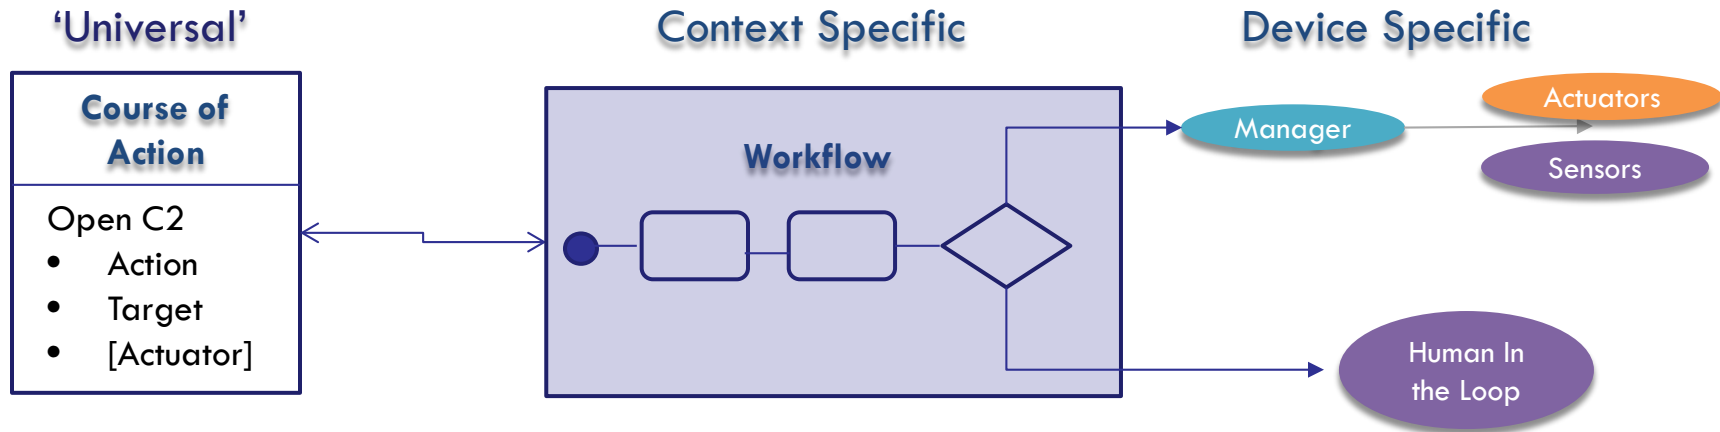 ‘Universal’
Context Specific
Device Specific
Course of
Action
Open C2
• Action
• Target
• [Actuator]
Workflow
Manager
Actuators
Sensors
Human In
the Loop